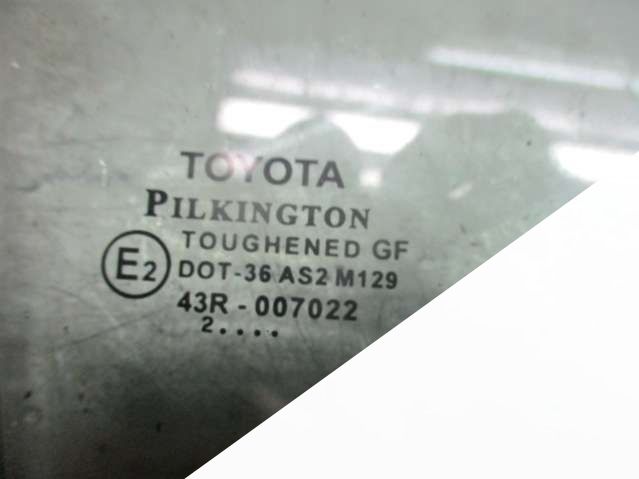 TOYOTA
PILKINGTON
TOUGHENED GF
E2
DOT-36 AS2 M129
43R - 007022
2....